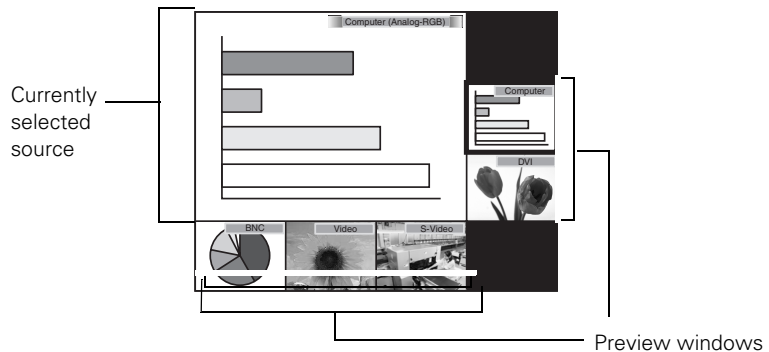 Computer (Analog-RGB)
Currently
selected
source
Computer
DVI
BNC Video S-Video
Preview windows